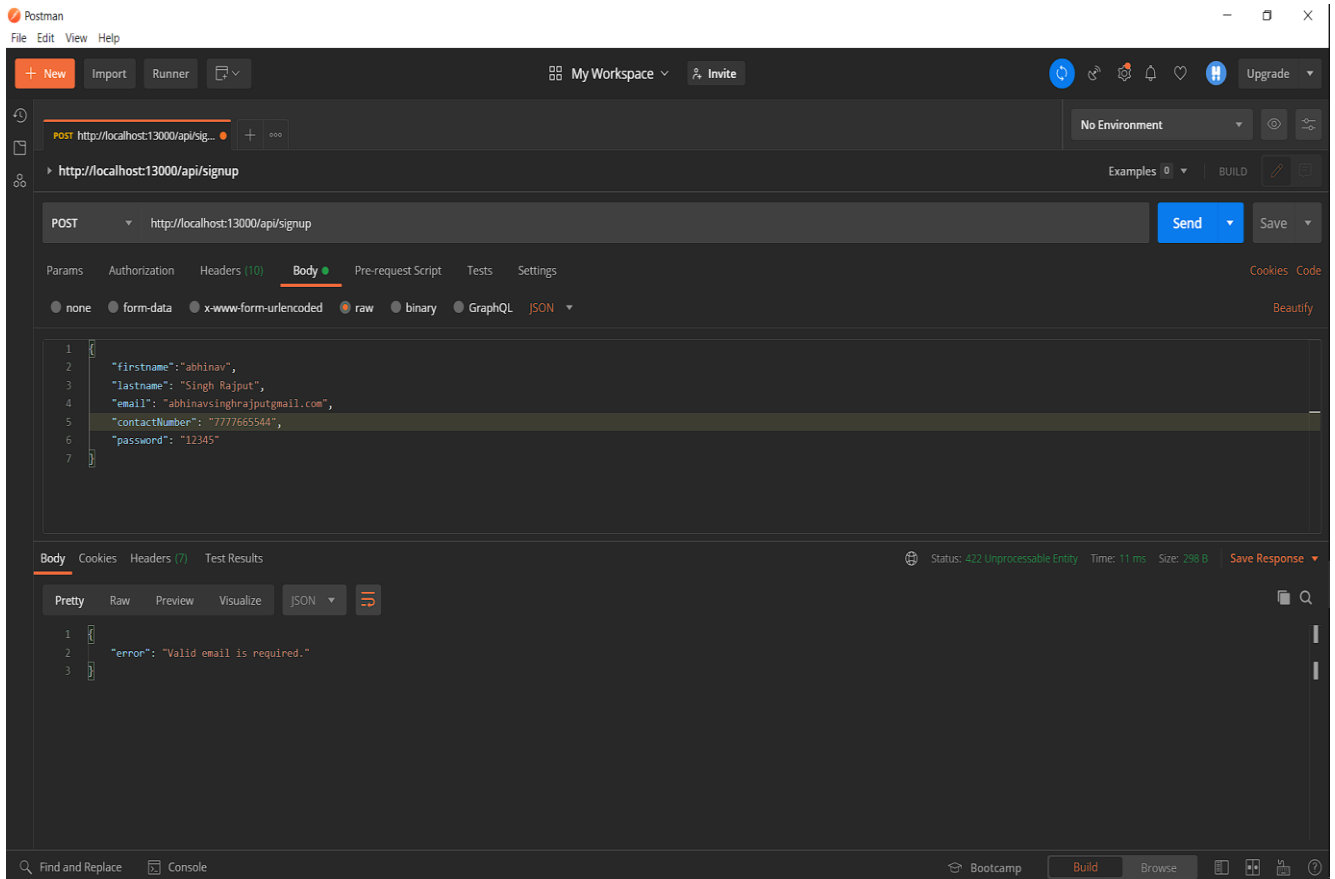 Postman
File Edit View Help
New Import Runner My Workspace Invite Upgrade
POST http://localhost:13000/api/sig... No Environment
http://localhost:13000/api/signup Examples 0 BUILD
POST http://localhost:13000/api/signup Send Save
Params Authorization Headers (10) Body Pre-request Script Tests Settings Cookies Code
none form-data x-www-form-urlencoded raw binary GraphQL JSON Beautify
1 {
2 "firstname":"abhinav",
3 "lastname": "Singh Rajput",
4 "email": "abhinavsinghrajputgmail.com",
5 "contactNumber": "7777665544",
6 "password": "12345"
7 }
Body Cookies Headers (7) Test Results Status: 422 Unprocessable Entity Time: 11 ms Size: 298 B Save Response
Pretty Raw Preview Visualize JSON
1 {
2 "error": "Valid email is required."
3 }
Find and Replace Console Bootcamp Build Browse